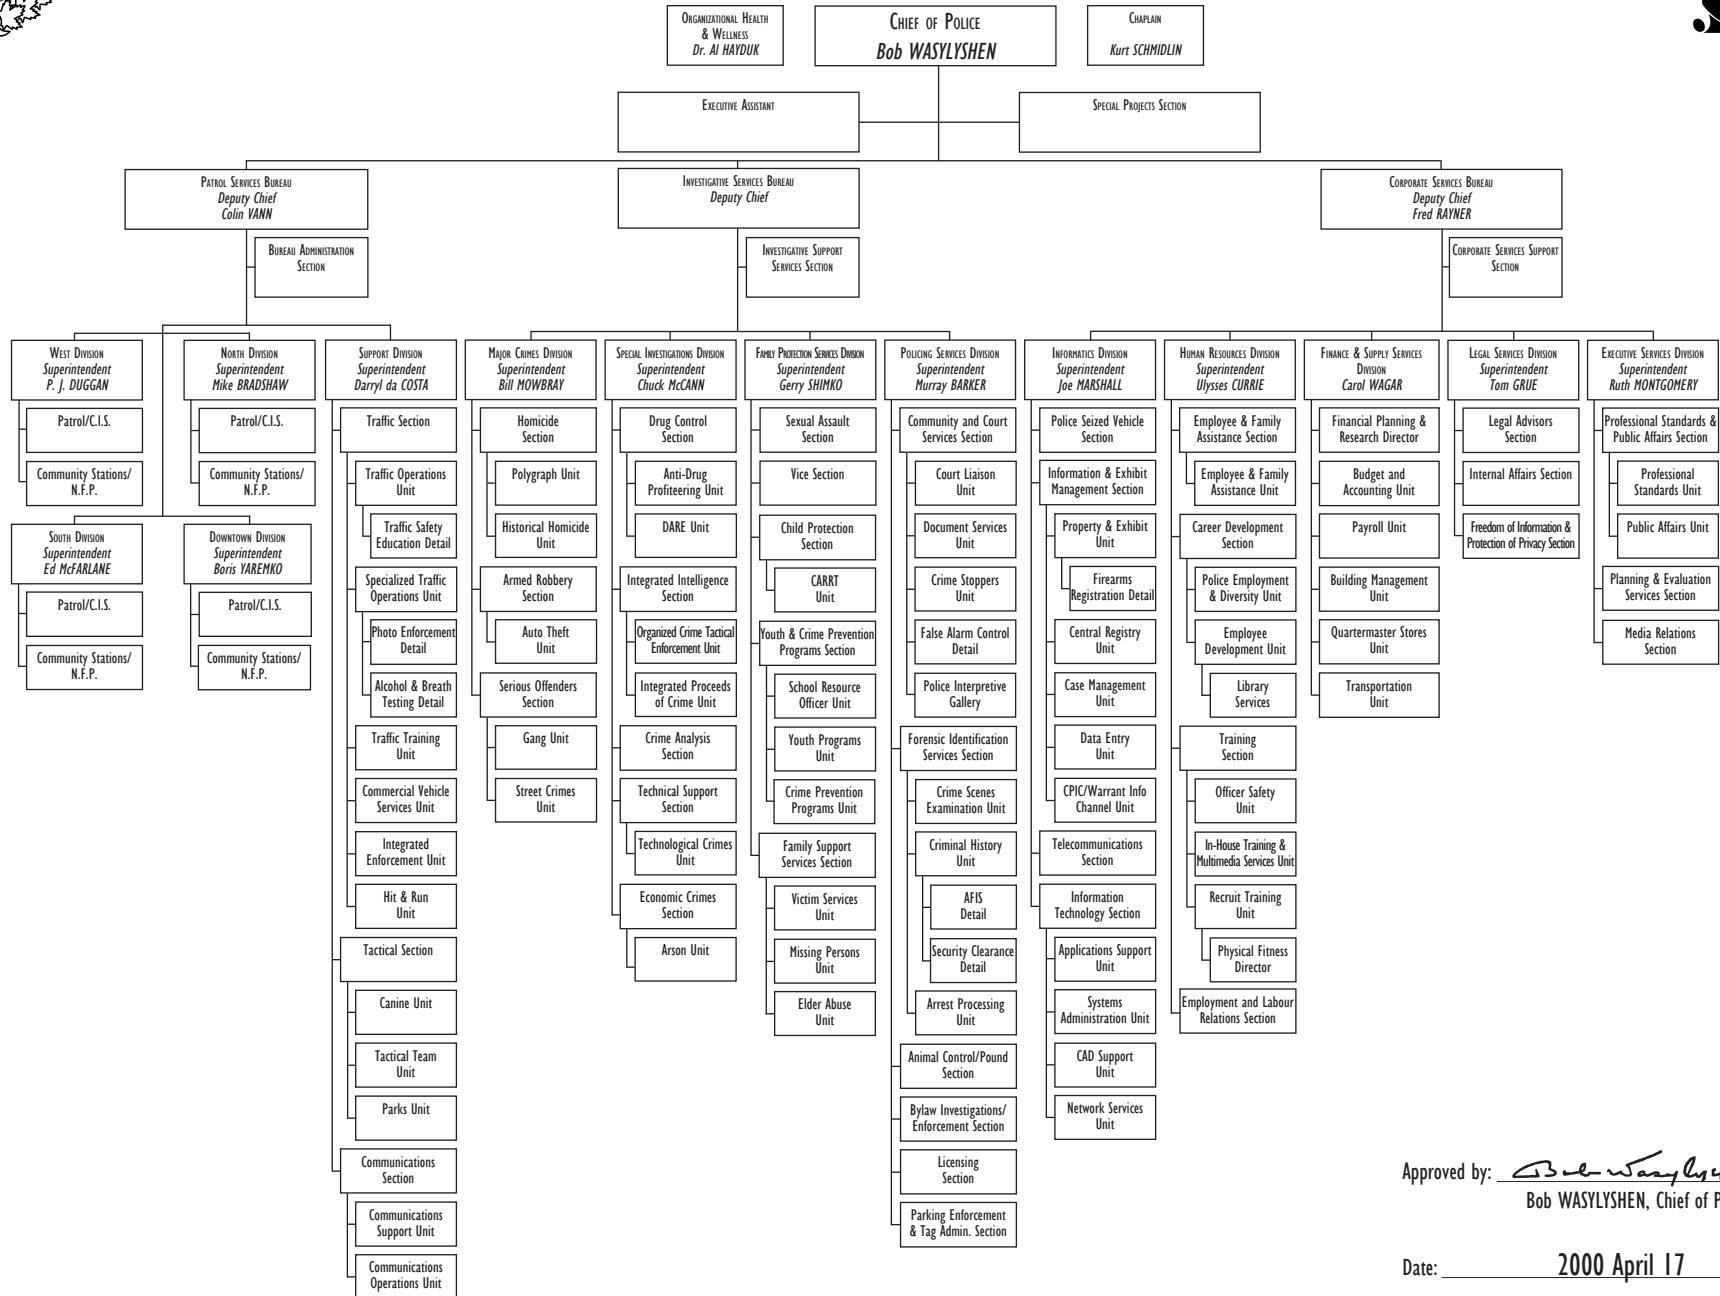 Organizational Health
& Wellness
Dr. Al HAYDUK
Chief of Police
Bob WASYLYSHEN
Chaplain
Kurt SCHMIDLIN
Executive Assistant
Special Projects Section
Patrol Services Bureau
Deputy Chief
Colin VANN
Investigative Services Bureau
Deputy Chief
Corporate Services Bureau
Deputy Chief
Fred RAYNER
Bureau Administration
Section
Investigative Support
Services Section
Corporate Services Support
Section
West Division
Superintendent
P. J. DUGGAN
Patrol/C.I.S.
Community Stations/
N.F.P.
North Division
Superintendent
Mike BRADSHAW
Patrol/C.I.S.
Community Stations/
N.F.P.
South Division
Superintendent
Ed McFARLANE
Patrol/C.I.S.
Community Stations/
N.F.P.
Downtown Division
Superintendent
Boris YAREMKO
Patrol/C.I.S.
Community Stations/
N.F.P.
Support Division
Superintendent
Darryl da COSTA
Traffic Section
Traffic Operations
Unit
Traffic Safety
Education Detail
Specialized Traffic
Operations Unit
Photo Enforcement
Detail
Alcohol & Breath
Testing Detail
Traffic Training
Unit
Commercial Vehicle
Services Unit
Integrated
Enforcement Unit
Hit & Run
Unit
Tactical Section
Canine Unit
Tactical Team
Unit
Parks Unit
Communications
Section
Communications
Support Unit
Communications
Operations Unit
Major Crimes Division
Superintendent
Bill MOWBRAY
Homicide
Section
Polygraph Unit
Historical Homicide
Unit
Armed Robbery
Section
Auto Theft
Unit
Serious Offenders
Section
Gang Unit
Street Crimes
Unit
Special Investigations Division
Superintendent
Chuck McCANN
Drug Control
Section
Anti-Drug
Profiteering Unit
DARE Unit
Integrated Intelligence
Section
Organized Crime Tactical
Enforcement Unit
Integrated Proceeds
of Crime Unit
Crime Analysis
Section
Technical Support
Section
Technological Crimes
Unit
Economic Crimes
Section
Arson Unit
Family Protection Services Division
Superintendent
Gerry SHIMKO
Sexual Assault
Section
Vice Section
Child Protection
Section
CARRT
Unit
Youth & Crime Prevention
Programs Section
School Resource
Officer Unit
Youth Programs
Unit
Crime Prevention
Programs Unit
Family Support
Services Section
Victim Services
Unit
Missing Persons
Unit
Elder Abuse
Unit
Policing Services Division
Superintendent
Murray BARKER
Community and Court
Services Section
Court Liaison
Unit
Document Services
Unit
Crime Stoppers
Unit
False Alarm Control
Detail
Police Interpretive
Gallery
Forensic Identification
Services Section
Crime Scenes
Examination Unit
Criminal History
Unit
AFIS
Detail
Security Clearance
Detail
Arrest Processing
Unit
Animal Control/Pound
Section
Bylaw Investigations/
Enforcement Section
Licensing
Section
Parking Enforcement
& Tag Admin. Section
Informatics Division
Superintendent
Joe MARSHALL
Police Seized Vehicle
Section
Information & Exhibit
Management Section
Property & Exhibit
Unit
Firearms
Registration Detail
Central Registry
Unit
Case Management
Unit
Data Entry
Unit
CPIC/Warrant Info
Channel Unit
Telecommunications
Section
Information
Technology Section
Applications Support
Unit
Systems
Administration Unit
CAD Support
Unit
Network Services
Unit
Human Resources Division
Superintendent
Ulysses CURRIE
Employee & Family
Assistance Section
Employee & Family
Assistance Unit
Career Development
Section
Police Employment
& Diversity Unit
Employee
Development Unit
Library
Services
Training
Section
Officer Safety
Unit
In-House Training &
Multimedia Services Unit
Recruit Training
Unit
Physical Fitness
Director
Employment and Labour
Relations Section
Finance & Supply Services
Division
Carol WAGAR
Financial Planning &
Research Director
Budget and
Accounting Unit
Payroll Unit
Building Management
Unit
Quartermaster Stores
Unit
Transportation
Unit
Legal Services Division
Superintendent
Tom GRUE
Legal Advisors
Section
Internal Affairs Section
Freedom of Information &
Protection of Privacy Section
Executive Services Division
Superintendent
Ruth MONTGOMERY
Professional Standards &
Public Affairs Section
Professional
Standards Unit
Public Affairs Unit
Planning & Evaluation
Services Section
Media Relations
Section
Approved by:
Bob WASYLYSHEN, Chief of P
Date: 2000 April 17